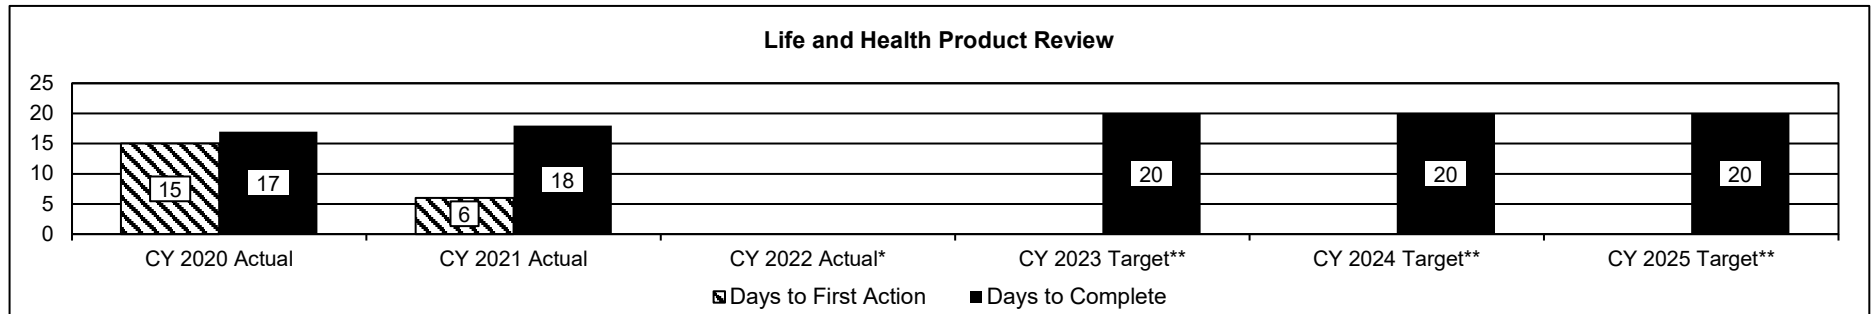 Life and Health Product Review
25
20
15
10
5
0
15
17
6
18
20
20
20
CY 2020 Actual
CY 2021 Actual
CY 2022 Actual*
CY 2023 Target**
CY 2024 Target**
CY 2025 Target**
Days to First Action
Days to Complete